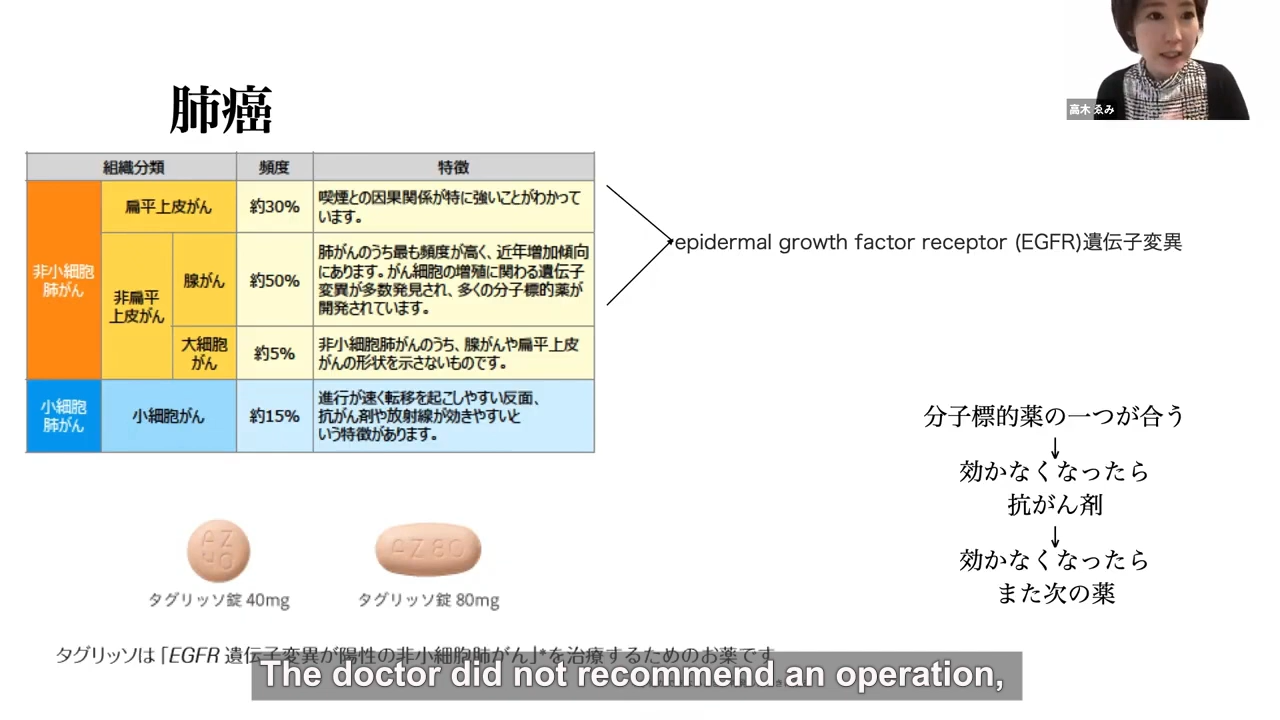 高木 ゑみ
肺癌
組織分類 頻度 特徴
非小細胞
肺がん
扁平上皮がん 約30%
喫煙との因果関係が特に強いことがわかって
います。
非扁平
上皮がん
腺がん 約50%
肺がんのうち最も頻度が高く、近年増加傾向
にあります。がん細胞の増殖に関わる遺伝子
変異が多数発見され、多くの分子標的薬が
開発されています。
大細胞
がん
約5%
非小細胞肺がんのうち、腺がんや扁平上皮
がんの形状を示さないものです。
小細胞
肺がん
小細胞がん 約15%
進行が速く転移を起こしやすい反面、
抗がん剤や放射線が効きやすいと
いう特徴があります。
epidermal growth factor receptor (EGFR)遺伝子変異
分子標的薬の一つが合う
↓
効かなくなったら
抗がん剤
↓
効かなくなったら
また次の薬
AZ
40
AZ 80
タグリッソ錠 40mg
タグリッソ錠 80mg
タグリッソは「EGFR 遺伝子変異が陽性の非小細胞肺がん」*を治療するためのお薬です
The doctor did not recommend an operation,